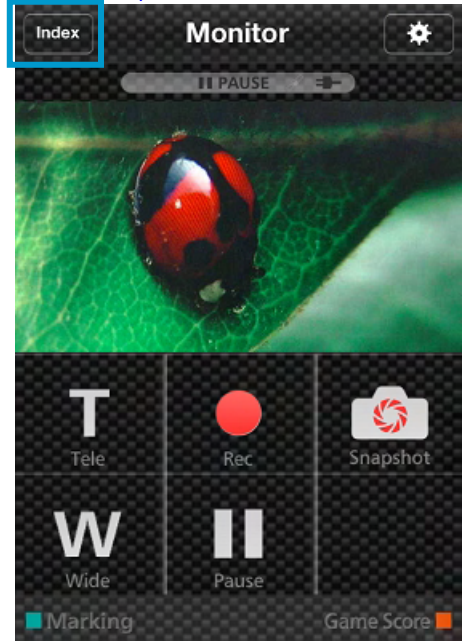 Index Monitor
PAUSE
T
Tele
Rec
Snapshot
W
Wide
Pause
Marking Game Score